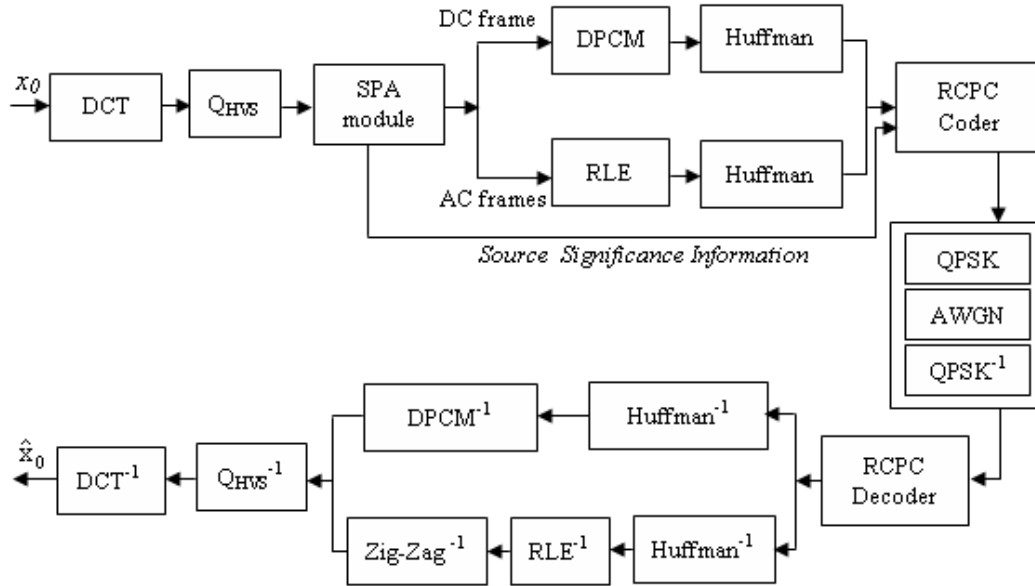 DC frame
DPCM
Huffman
x0
DCT
QHVS
SPA
module
RCPC
Coder
RLE
Huffman
AC frames
Source Significance Information
QPSK
AWGN
QPSK-1
DPCM-1
Huffman-1
x̂0
DCT-1
QHVS-1
RCPC
Decoder
Zig-Zag-1
RLE-1
Huffman-1